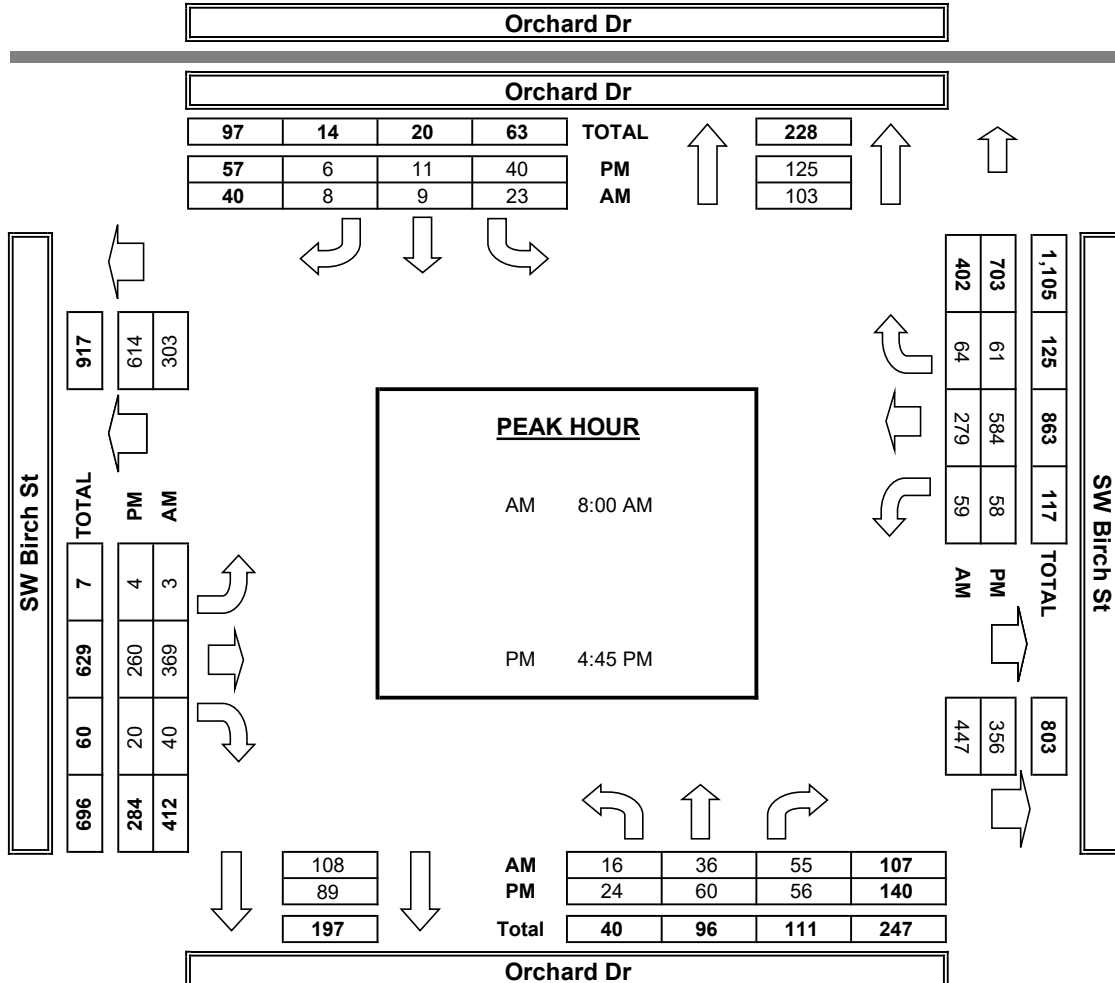 Orchard Dr
Orchard Dr
97 14 20 63 TOTAL 228
57 6 11 40 PM 125
40 8 9 23 AM 103
SW Birch St
917 614 303
TOTAL PM AM
7 4 3
629 260 369
60 20 40
696 284 412
PEAK HOUR
AM 8:00 AM
PM 4:45 PM
402 703 1,105
64 61 125
279 584 863
59 58 117
AM PM TOTAL
447 356 803
SW Birch St
108 AM 16 36 55 107
89 PM 24 60 56 140
197 Total 40 96 111 247
Orchard Dr